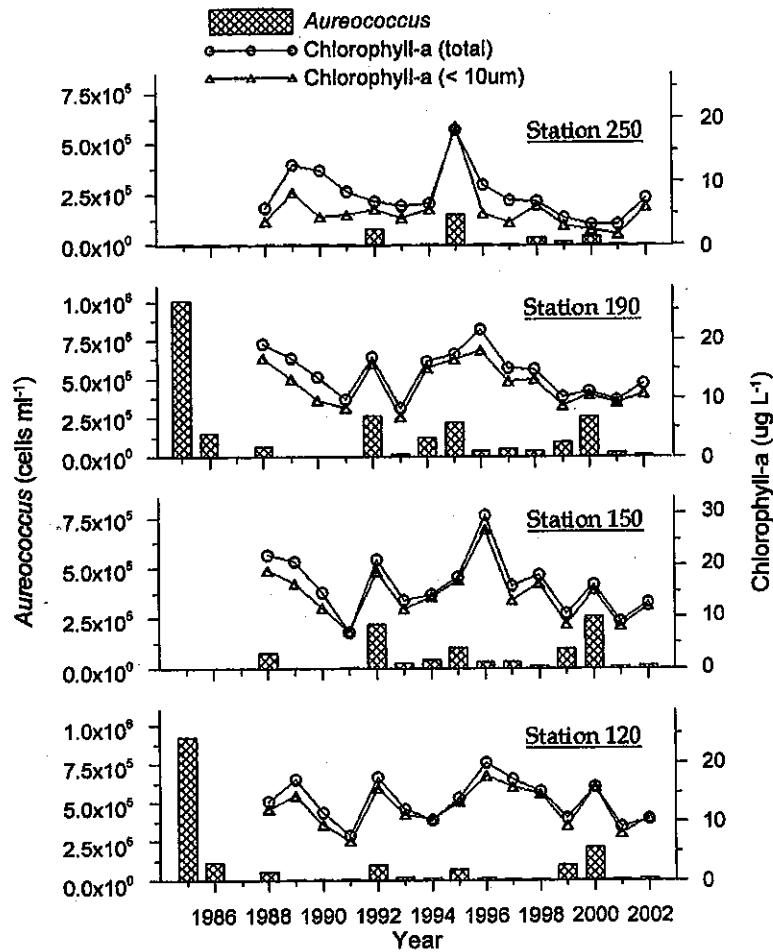 Aureococcus
Chlorophyll-a (total)
Chlorophyll-a (< 10um)
7.5x10⁵
5.0x10⁵
2.5x10⁵
0.0x10⁰
Station 250
20
10
0
1.0x10⁶
7.5x10⁵
5.0x10⁵
2.5x10⁵
0.0x10⁰
Station 190
20
10
0
Aureococcus (cells ml⁻¹)
Chlorophyll-a (ug L⁻¹)
7.5x10⁵
5.0x10⁵
2.5x10⁵
0.0x10⁰
Station 150
30
20
10
0
1.0x10⁶
7.5x10⁵
5.0x10⁵
2.5x10⁵
0.0x10⁰
Station 120
20
10
0
1986 1988 1990 1992 1994 1996 1998 2000 2002
Year